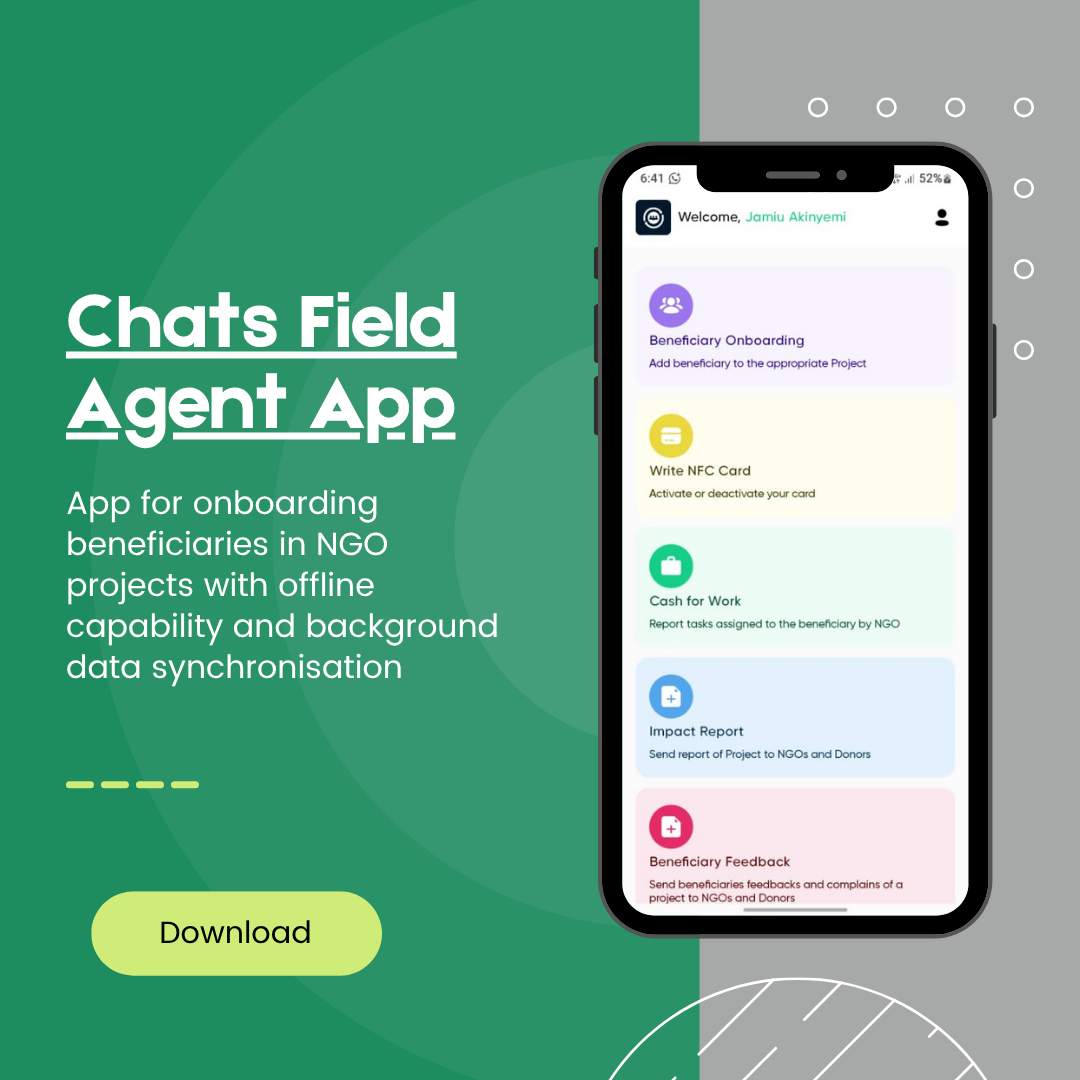 Chats Field
Agent App
App for onboarding
beneficiaries in NGO
projects with offline
capability and background
data synchronisation
Download
6:41
52%
Welcome, Jamiu Akinyemi
Beneficiary Onboarding
Add beneficiary to the appropriate Project
Write NFC Card
Activate or deactivate your card
Cash for Work
Report tasks assigned to the beneficiary by NGO
Impact Report
Send report of Project to NGOs and Donors
Beneficiary Feedback
Send beneficiaries feedbacks and complains of a
project to NGOs and Donors